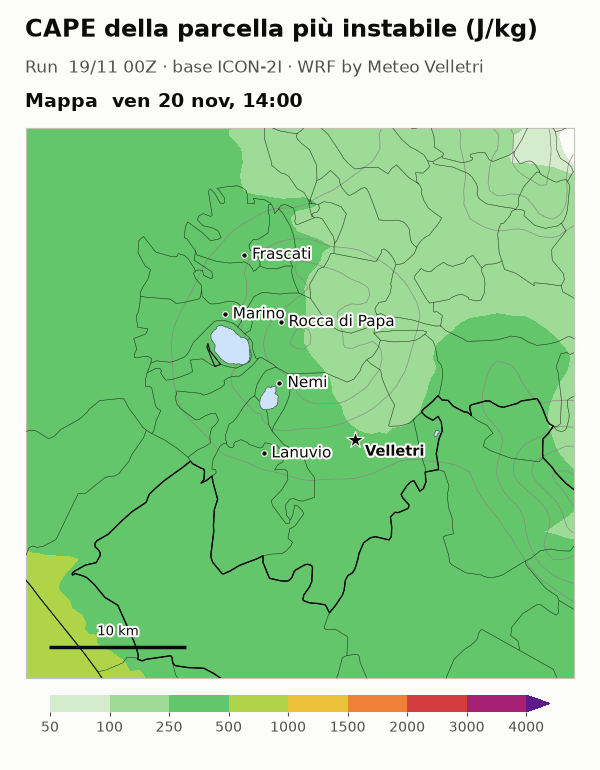 CAPE della parcella più instabile (J/kg)
Run  19/11 00Z · base ICON-2I · WRF by Meteo Velletri
Mappa  ven 20 nov, 14:00
Frascati
Marino
Rocca di Papa
Nemi
Velletri
Lanuvio
10 km
50 100 250 500 1000 1500 2000 3000 4000